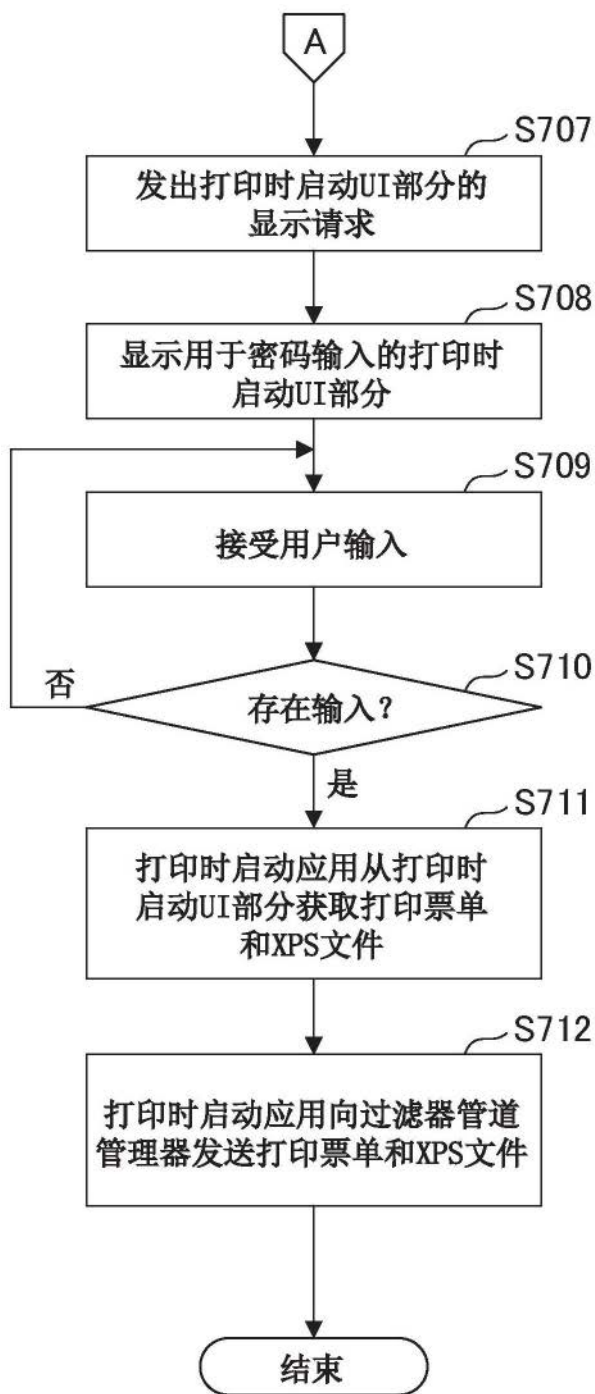 A
S707
发出打印时启动UI部分的
显示请求
S708
显示用于密码输入的打印时
启动UI部分
S709
接受用户输入
S710
否
存在输入?
是
S711
打印时启动应用从打印时
启动UI部分获取打印票单
和XPS文件
S712
打印时启动应用向过滤器管道
管理器发送打印票单和XPS文件
结束